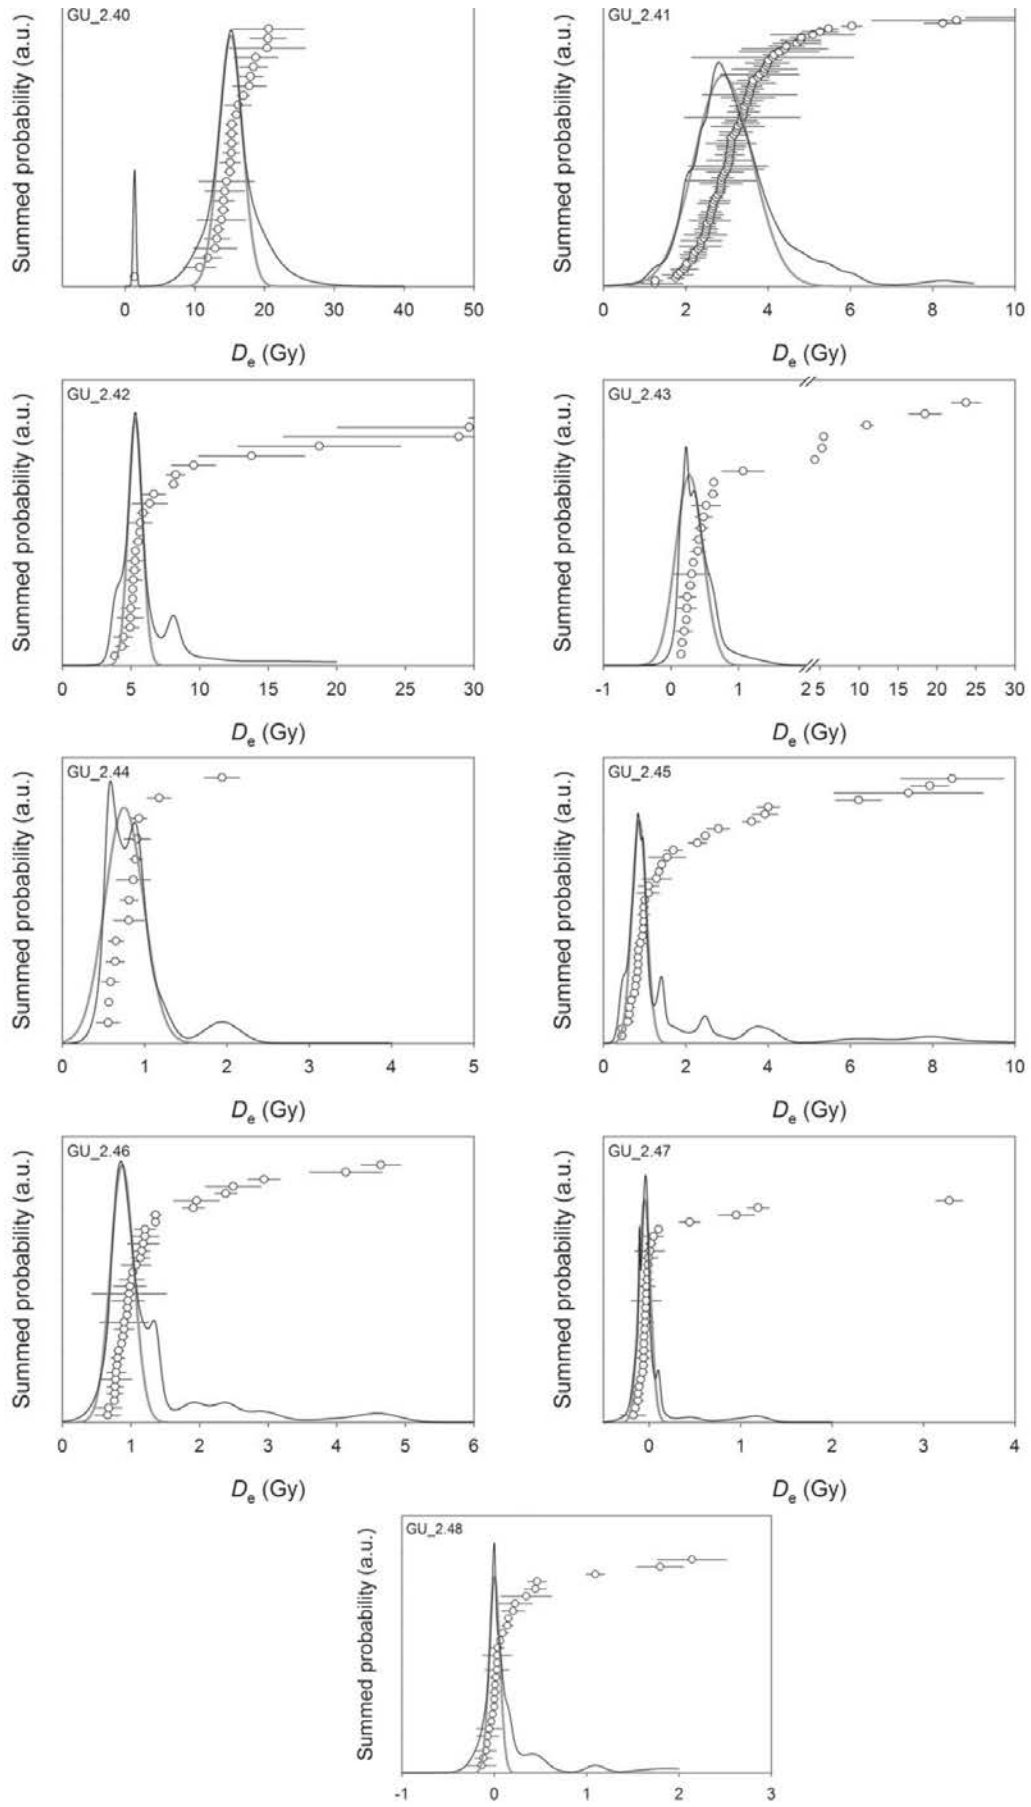 GU_2.40
GU_2.41
Summed probability (a.u.)
Summed probability (a.u.)
0 10 20 30 40 50
0 2 4 6 8 10
De (Gy)
De (Gy)
GU_2.42
GU_2.43
Summed probability (a.u.)
Summed probability (a.u.)
0 5 10 15 20 25 30
-1 0 1 2 5 10 15 20 25 30
De (Gy)
De (Gy)
GU_2.44
GU_2.45
Summed probability (a.u.)
Summed probability (a.u.)
0 1 2 3 4 5
0 2 4 6 8 10
De (Gy)
De (Gy)
GU_2.46
GU_2.47
Summed probability (a.u.)
Summed probability (a.u.)
0 1 2 3 4 5 6
0 1 2 3 4
De (Gy)
De (Gy)
GU_2.48
Summed probability (a.u.)
-1 0 1 2 3